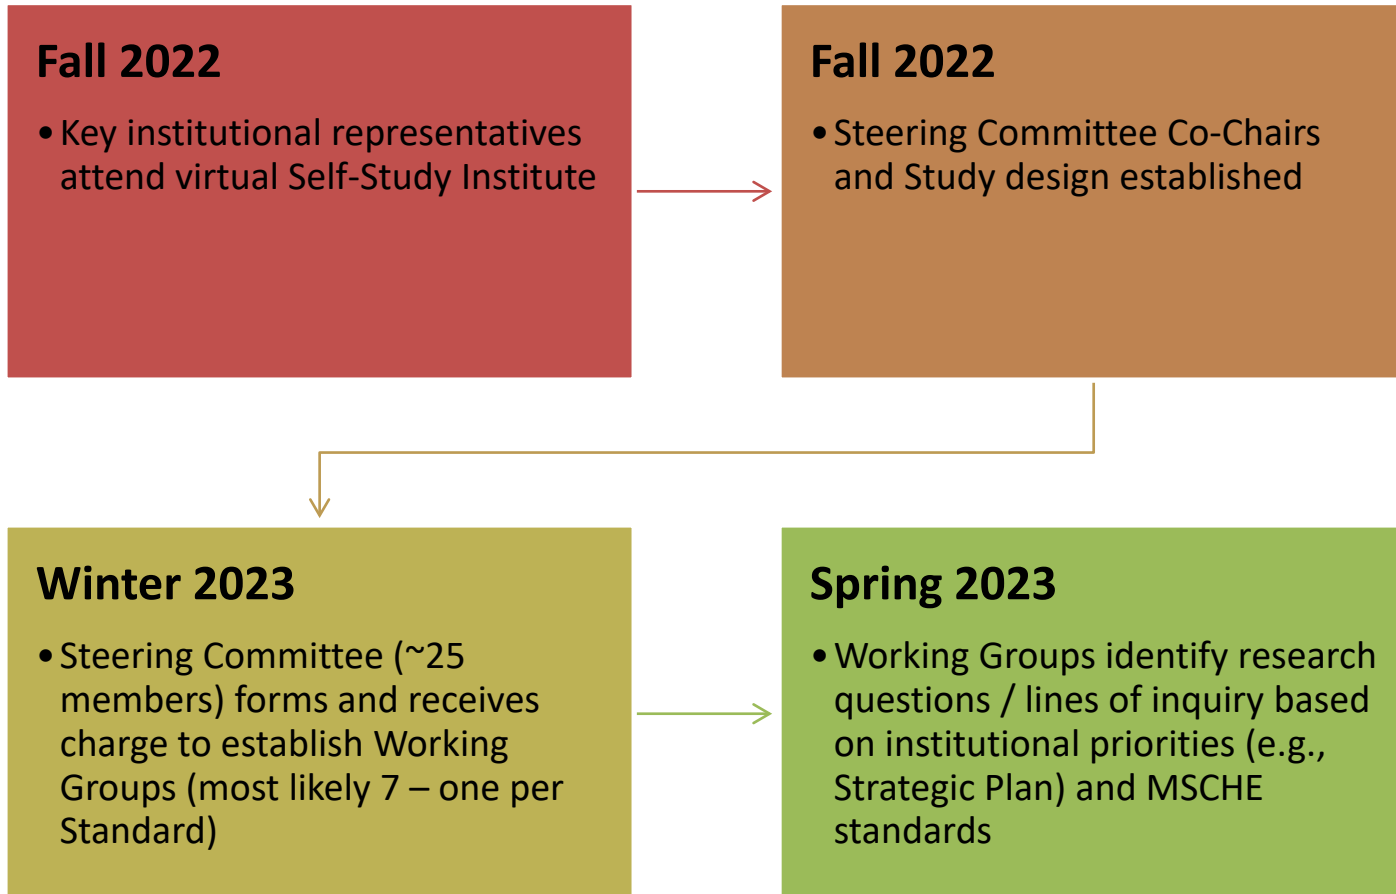 Fall 2022
• Key institutional representatives
attend virtual Self-Study Institute
Fall 2022
• Steering Committee Co-Chairs
and Study design established
Winter 2023
• Steering Committee (~25
members) forms and receives
charge to establish Working
Groups (most likely 7 – one per
Standard)
Spring 2023
• Working Groups identify research
questions / lines of inquiry based
on institutional priorities (e.g.,
Strategic Plan) and MSCHE
standards